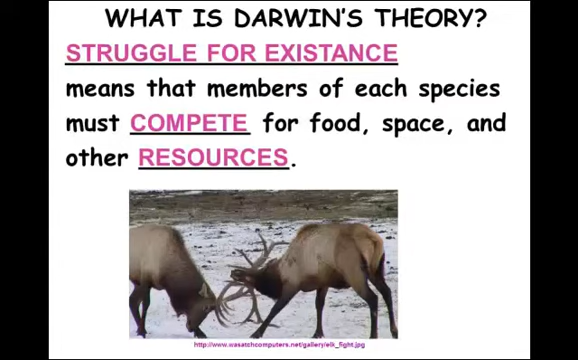 WHAT IS DARWIN'S THEORY?
STRUGGLE FOR EXISTANCE
means that members of each species
must COMPETE for food, space, and
other RESOURCES.
http://www.wasatchcomputers.net/gallery/elk_fight.jpg